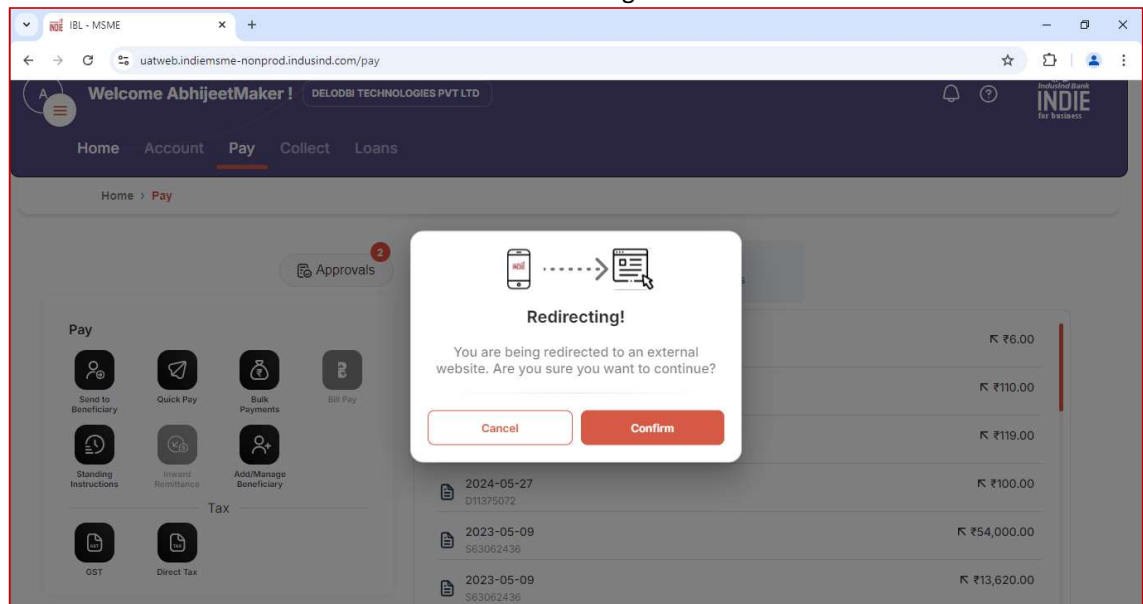 IBL - MSME
uatweb.indiemsme-nonprod.indusind.com/pay
A
Welcome AbhijeetMaker !
DELODBI TECHNOLOGIES PVT LTD
IndusInd Bank
INDIE
for business
Home Account Pay Collect Loans
Home > Pay
2
Approvals
s
Pay
Send to
Beneficiary
Quick Pay
Bulk
Payments
Bill Pay
Standing
Instructions
Inward
Remittance
Add/Manage
Beneficiary
Tax
GST
GST
TAX
Direct Tax
INDIE
Redirecting!
You are being redirected to an external
website. Are you sure you want to continue?
Cancel
Confirm
₹6.00
₹110.00
₹119.00
2024-05-27
D11375072
₹100.00
2023-05-09
S63062436
₹54,000.00
2023-05-09
S63062436
₹13,620.00